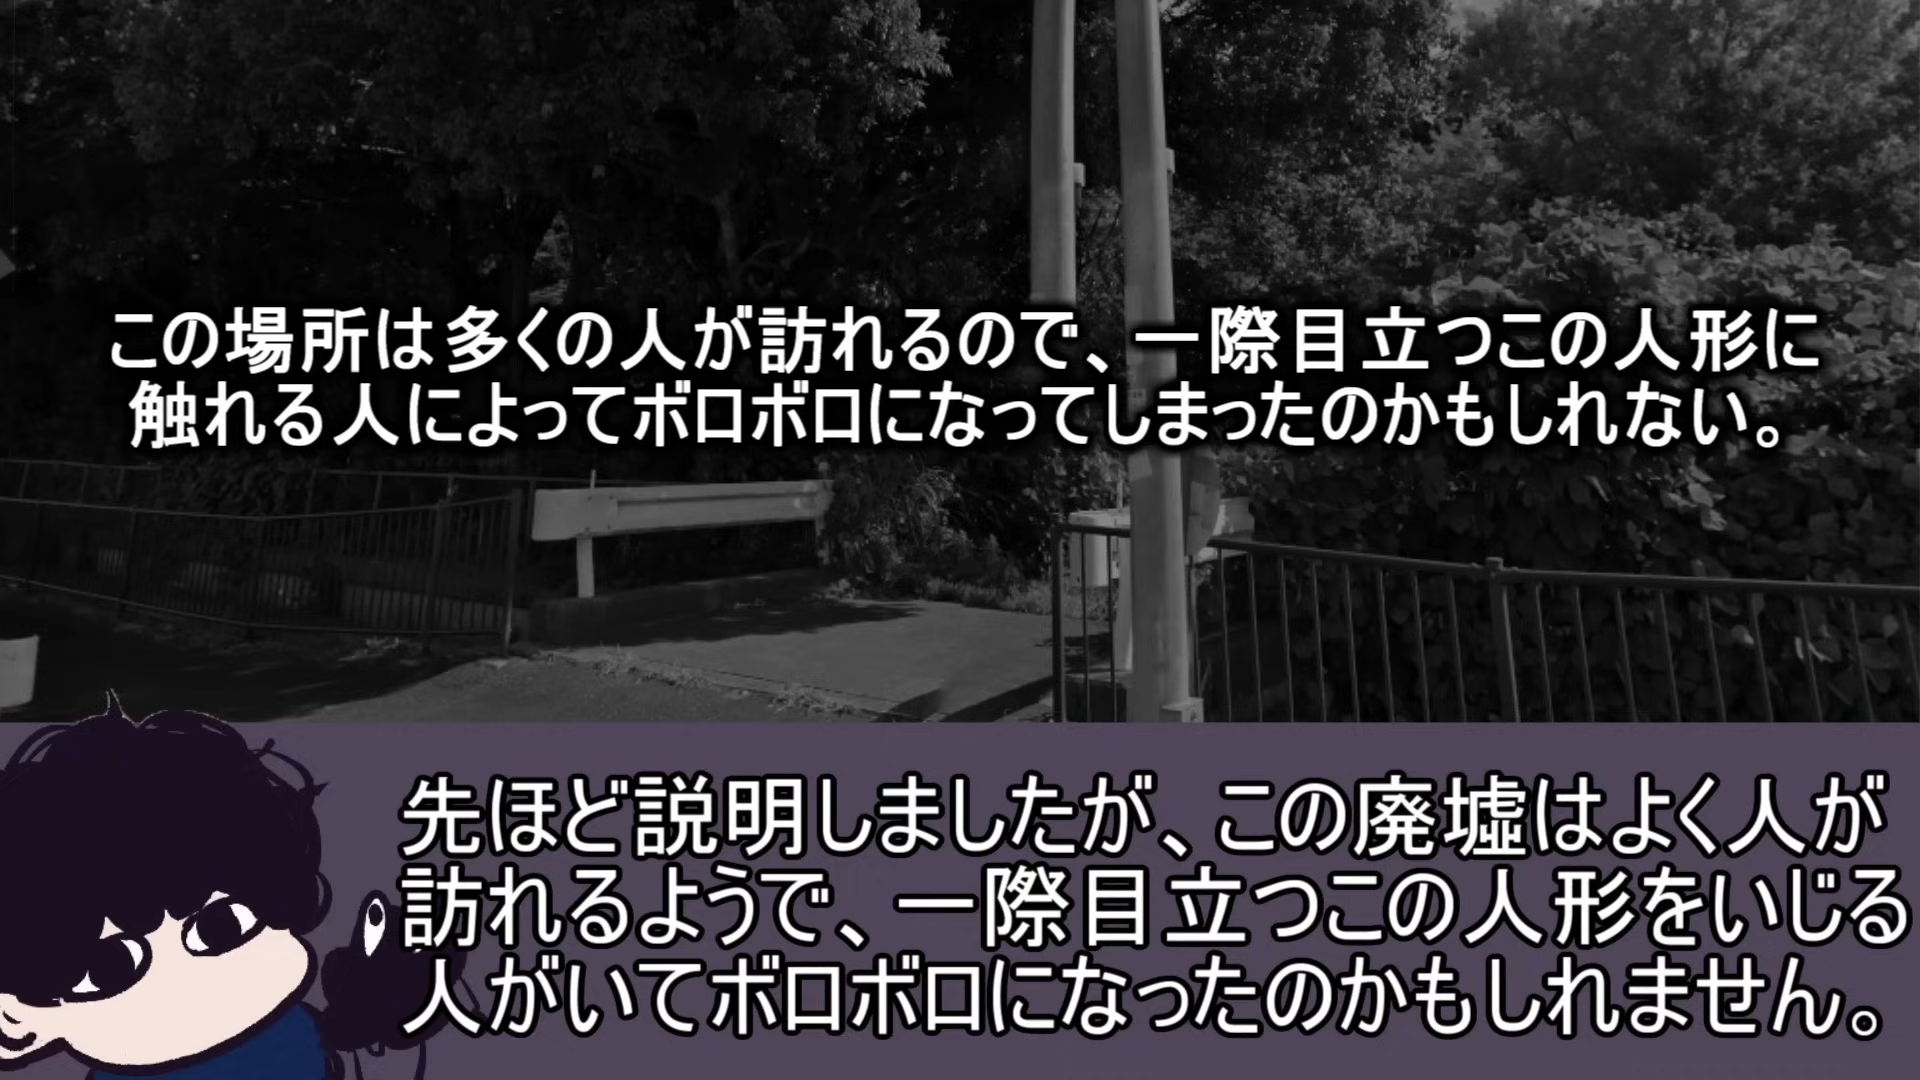 この場所は多くの人が訪れるので、一際目立つこの人形に
触れる人によってボロボロになってしまったのかもしれない。
先ほど説明しましたが、この廃墟はよく人が
訪れるようで、一際目立つこの人形をいじる
人がいてボロボロになったのかもしれません。